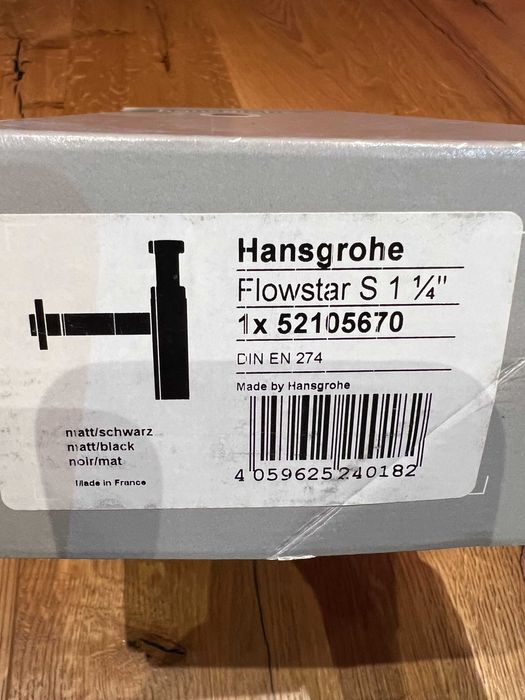 Hansgrohe
Flowstar S 1 ¼"
1x 52105670
DIN EN 274
Made by Hansgrohe
4 059625 240182
matt/schwarz
matt/black
noir/mat
Made in France